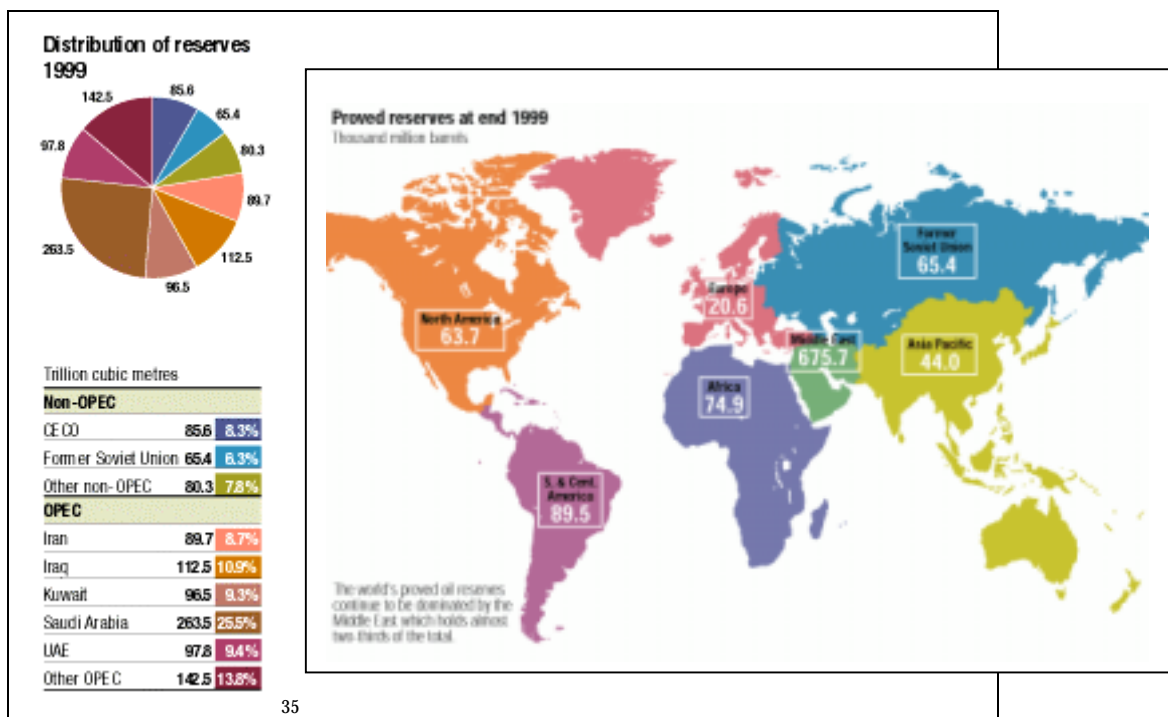 Distribution of reserves
1999
142.5
85.6
65.4
97.8
80.3
89.7
263.5
112.5
96.5
Trillion cubic metres
Non-OPEC
CECO 85.6 8.3%
Former Soviet Union 65.4 6.3%
Other non-OPEC 80.3 7.8%
OPEC
Iran 89.7 8.7%
Iraq 112.5 10.9%
Kuwait 96.5 9.3%
Saudi Arabia 263.5 25.5%
UAE 97.8 9.4%
Other OPEC 142.5 13.8%
35
Proved reserves at end 1999
Thousand million barrels
Former
Soviet Union
65.4
Europe
20.6
North America
63.7
Middle East
675.7
Asia Pacific
44.0
Africa
74.9
S. & Cent.
America
89.5
The world's proved oil reserves
continue to be dominated by the
Middle East which holds almost
two-thirds of the total.